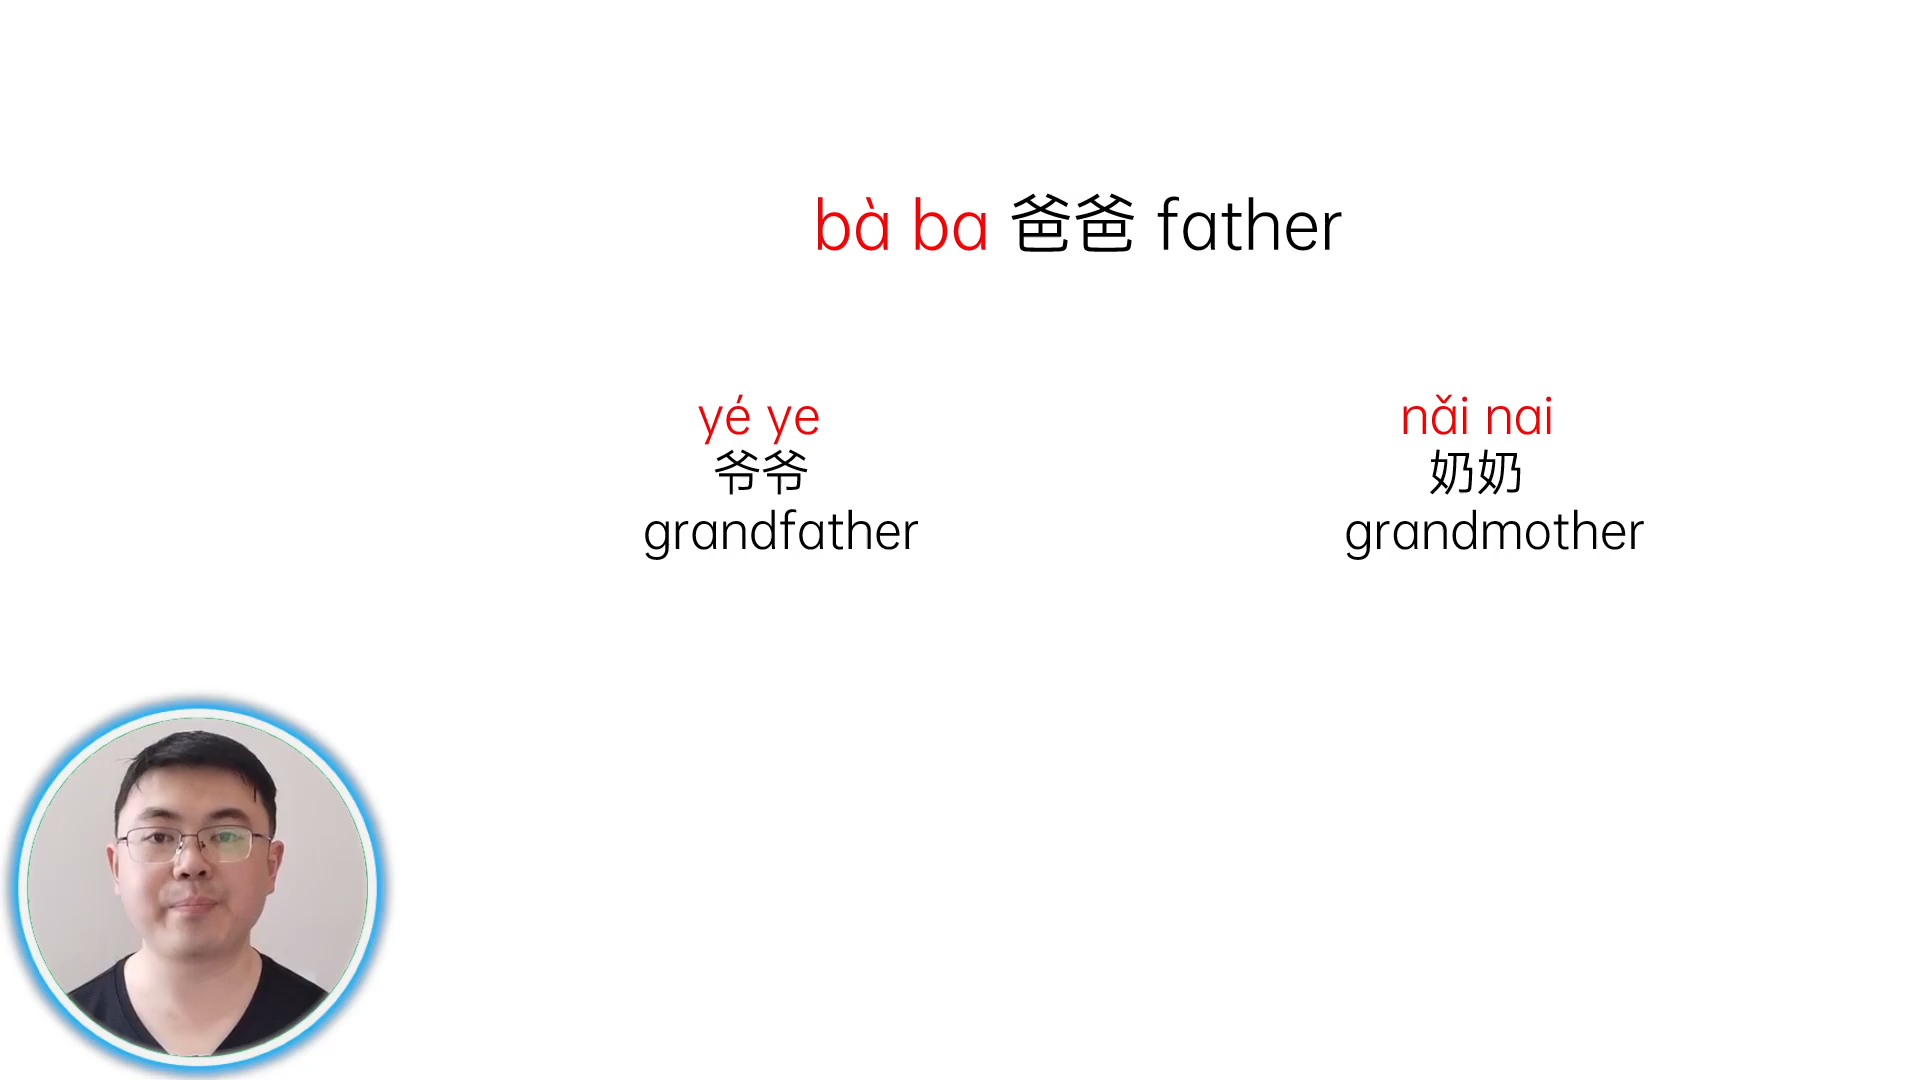 bà ba 爸爸 father
yé ye
爷爷
grandfather
nǎi nai
奶奶
grandmother